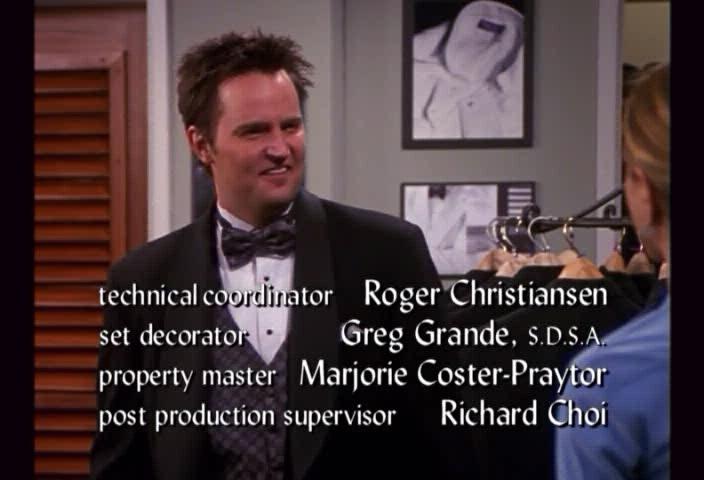 technical coordinator Roger Christiansen
set decorator Greg Grande, S.D.S.A.
property master Marjorie Coster-Praytor
post production supervisor Richard Choi